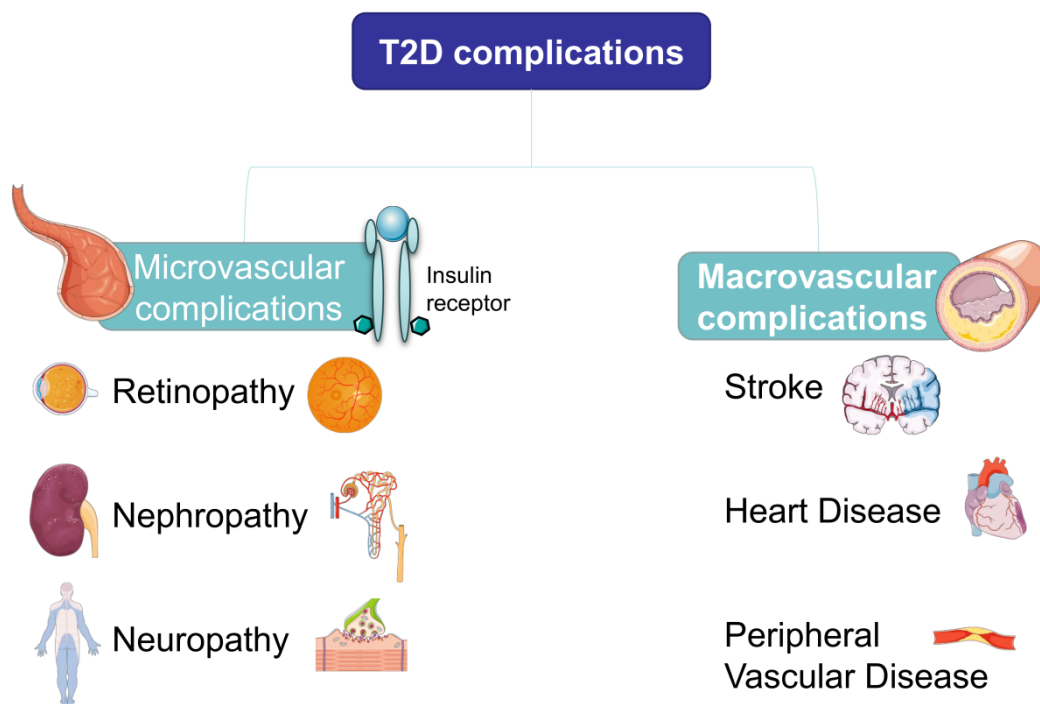 T2D complications
Microvascular
complications
Insulin
receptor
Retinopathy
Nephropathy
Neuropathy
Macrovascular
complications
Stroke
Heart Disease
Peripheral
Vascular Disease